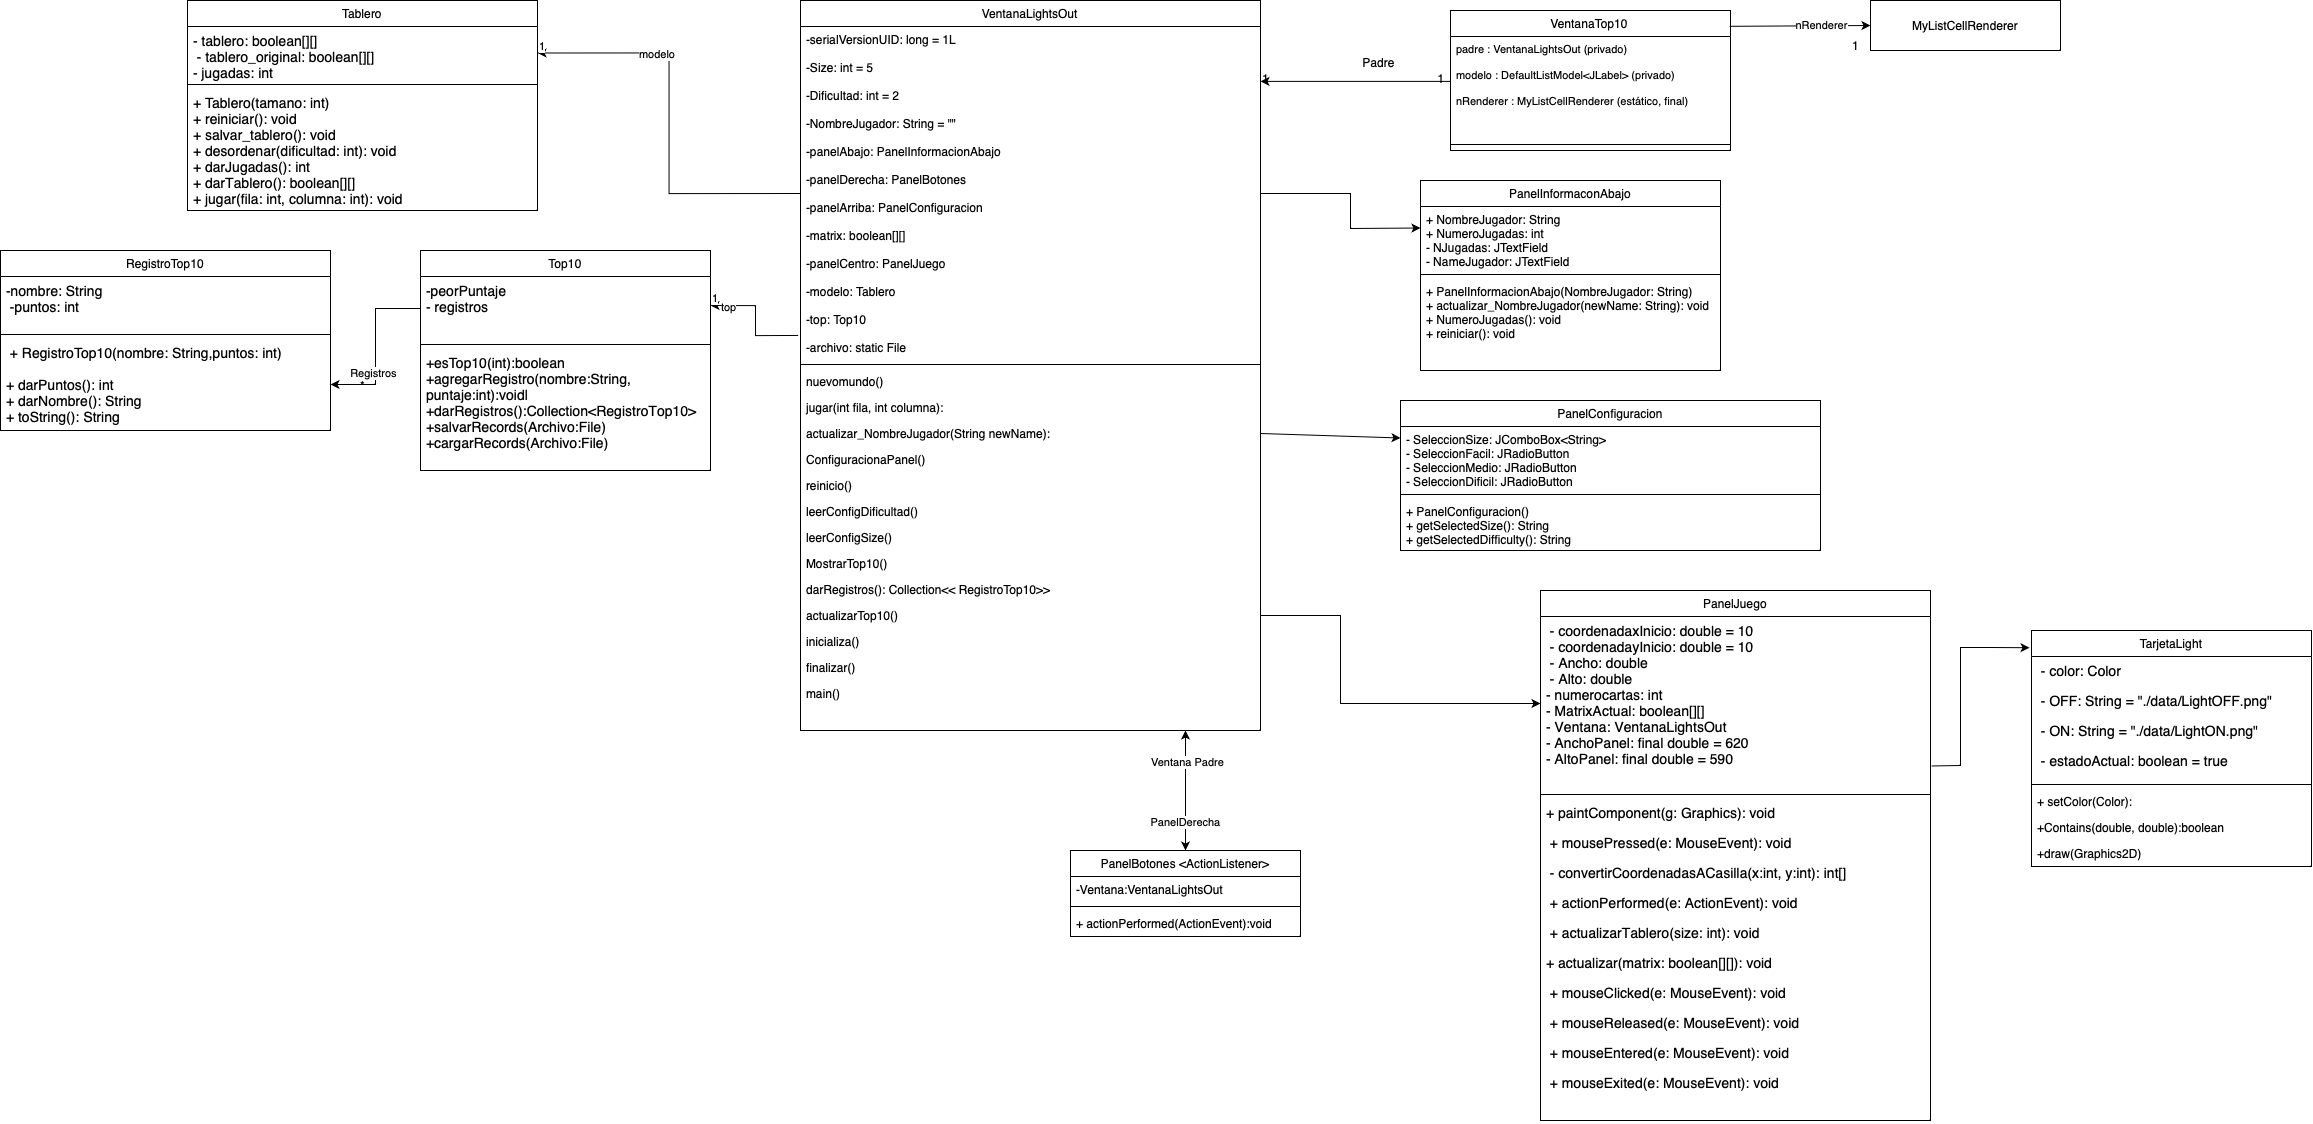 Tablero
- tablero: boolean[][]
- tablero_original: boolean[][]
- jugadas: int
+ Tablero(tamano: int)
+ reiniciar(): void
+ salvar_tablero(): void
+ desordenar(dificultad: int): void
+ darJugadas(): int
+ darTablero(): boolean[][]
+ jugar(fila: int, columna: int): void
1,
modelo
RegistroTop10
-nombre: String
-puntos: int
+ RegistroTop10(nombre: String,puntos: int)
+ darPuntos(): int
+ darNombre(): String
+ toString(): String
Registros
*
Top10
-peorPuntaje
- registros
+esTop10(int):boolean
+agregarRegistro(nombre:String,
puntaje:int):voidl
+darRegistros():Collection<RegistroTop10>
+salvarRecords(Archivo:File)
+cargarRecords(Archivo:File)
1,
top
VentanaLightsOut
-serialVersionUID: long = 1L
-Size: int = 5
-Dificultad: int = 2
-NombreJugador: String = ""
-panelAbajo: PanelInformacionAbajo
-panelDerecha: PanelBotones
-panelArriba: PanelConfiguracion
-matrix: boolean[][]
-panelCentro: PanelJuego
-modelo: Tablero
-top: Top10
-archivo: static File
nuevomundo()
jugar(int fila, int columna):
actualizar_NombreJugador(String newName):
ConfiguracionaPanel()
reinicio()
leerConfigDificultad()
leerConfigSize()
MostrarTop10()
darRegistros(): Collection<< RegistroTop10>>
actualizarTop10()
inicializa()
finalizar()
main()
Ventana Padre
PanelDerecha
PanelBotones <ActionListener>
-Ventana:VentanaLightsOut
+ actionPerformed(ActionEvent):void
Padre
1
1
VentanaTop10
padre : VentanaLightsOut (privado)
modelo : DefaultListModel<JLabel> (privado)
nRenderer : MyListCellRenderer (estático, final)
nRenderer
1
MyListCellRenderer
PanelInformaconAbajo
+ NombreJugador: String
+ NumeroJugadas: int
- NJugadas: JTextField
- NameJugador: JTextField
+ PanelInformacionAbajo(NombreJugador: String)
+ actualizar_NombreJugador(newName: String): void
+ NumeroJugadas(): void
+ reiniciar(): void
PanelConfiguracion
- SeleccionSize: JComboBox<String>
- SeleccionFacil: JRadioButton
- SeleccionMedio: JRadioButton
- SeleccionDificil: JRadioButton
+ PanelConfiguracion()
+ getSelectedSize(): String
+ getSelectedDifficulty(): String
PanelJuego
- coordenadaxInicio: double = 10
- coordenadayInicio: double = 10
- Ancho: double
- Alto: double
- numerocartas: int
- MatrixActual: boolean[][]
- Ventana: VentanaLightsOut
- AnchoPanel: final double = 620
- AltoPanel: final double = 590
+ paintComponent(g: Graphics): void
+ mousePressed(e: MouseEvent): void
- convertirCoordenadasACasilla(x:int, y:int): int[]
+ actionPerformed(e: ActionEvent): void
+ actualizarTablero(size: int): void
+ actualizar(matrix: boolean[][]): void
+ mouseClicked(e: MouseEvent): void
+ mouseReleased(e: MouseEvent): void
+ mouseEntered(e: MouseEvent): void
+ mouseExited(e: MouseEvent): void
TarjetaLight
- color: Color
- OFF: String = "./data/LightOFF.png"
- ON: String = "./data/LightON.png"
- estadoActual: boolean = true
+ setColor(Color):
+Contains(double, double):boolean
+draw(Graphics2D)